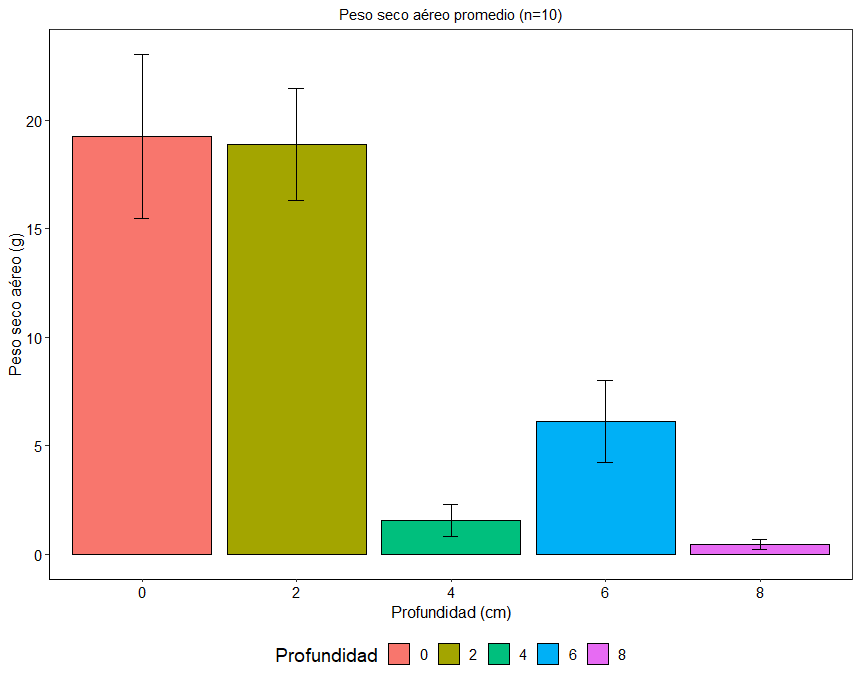 Peso seco aéreo promedio (n=10)
Peso seco aéreo (g)
20
15
10
5
0
0 2 4 6 8
Profundidad (cm)
Profundidad 0 2 4 6 8